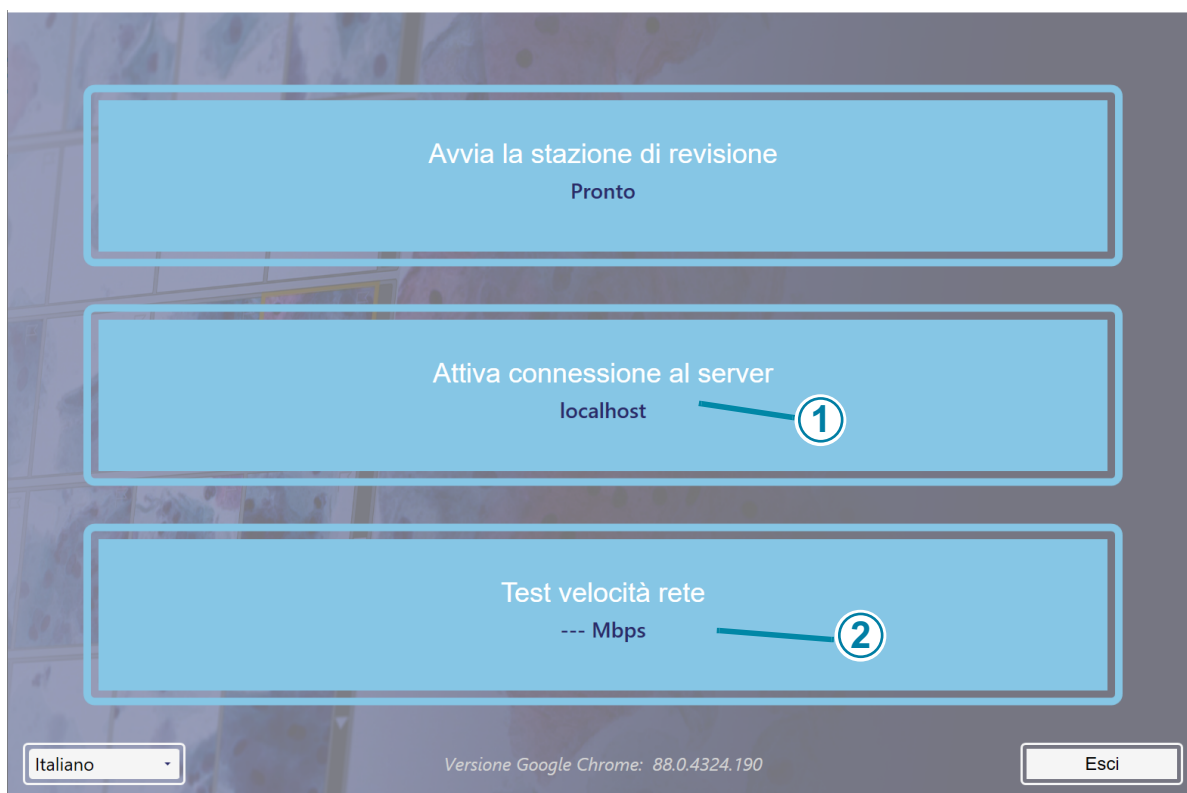 Avvia la stazione di revisione
Pronto
Attiva connessione al server
localhost
1
Test velocità rete
--- Mbps
2
Italiano
Versione Google Chrome: 88.0.4324.190
Esci